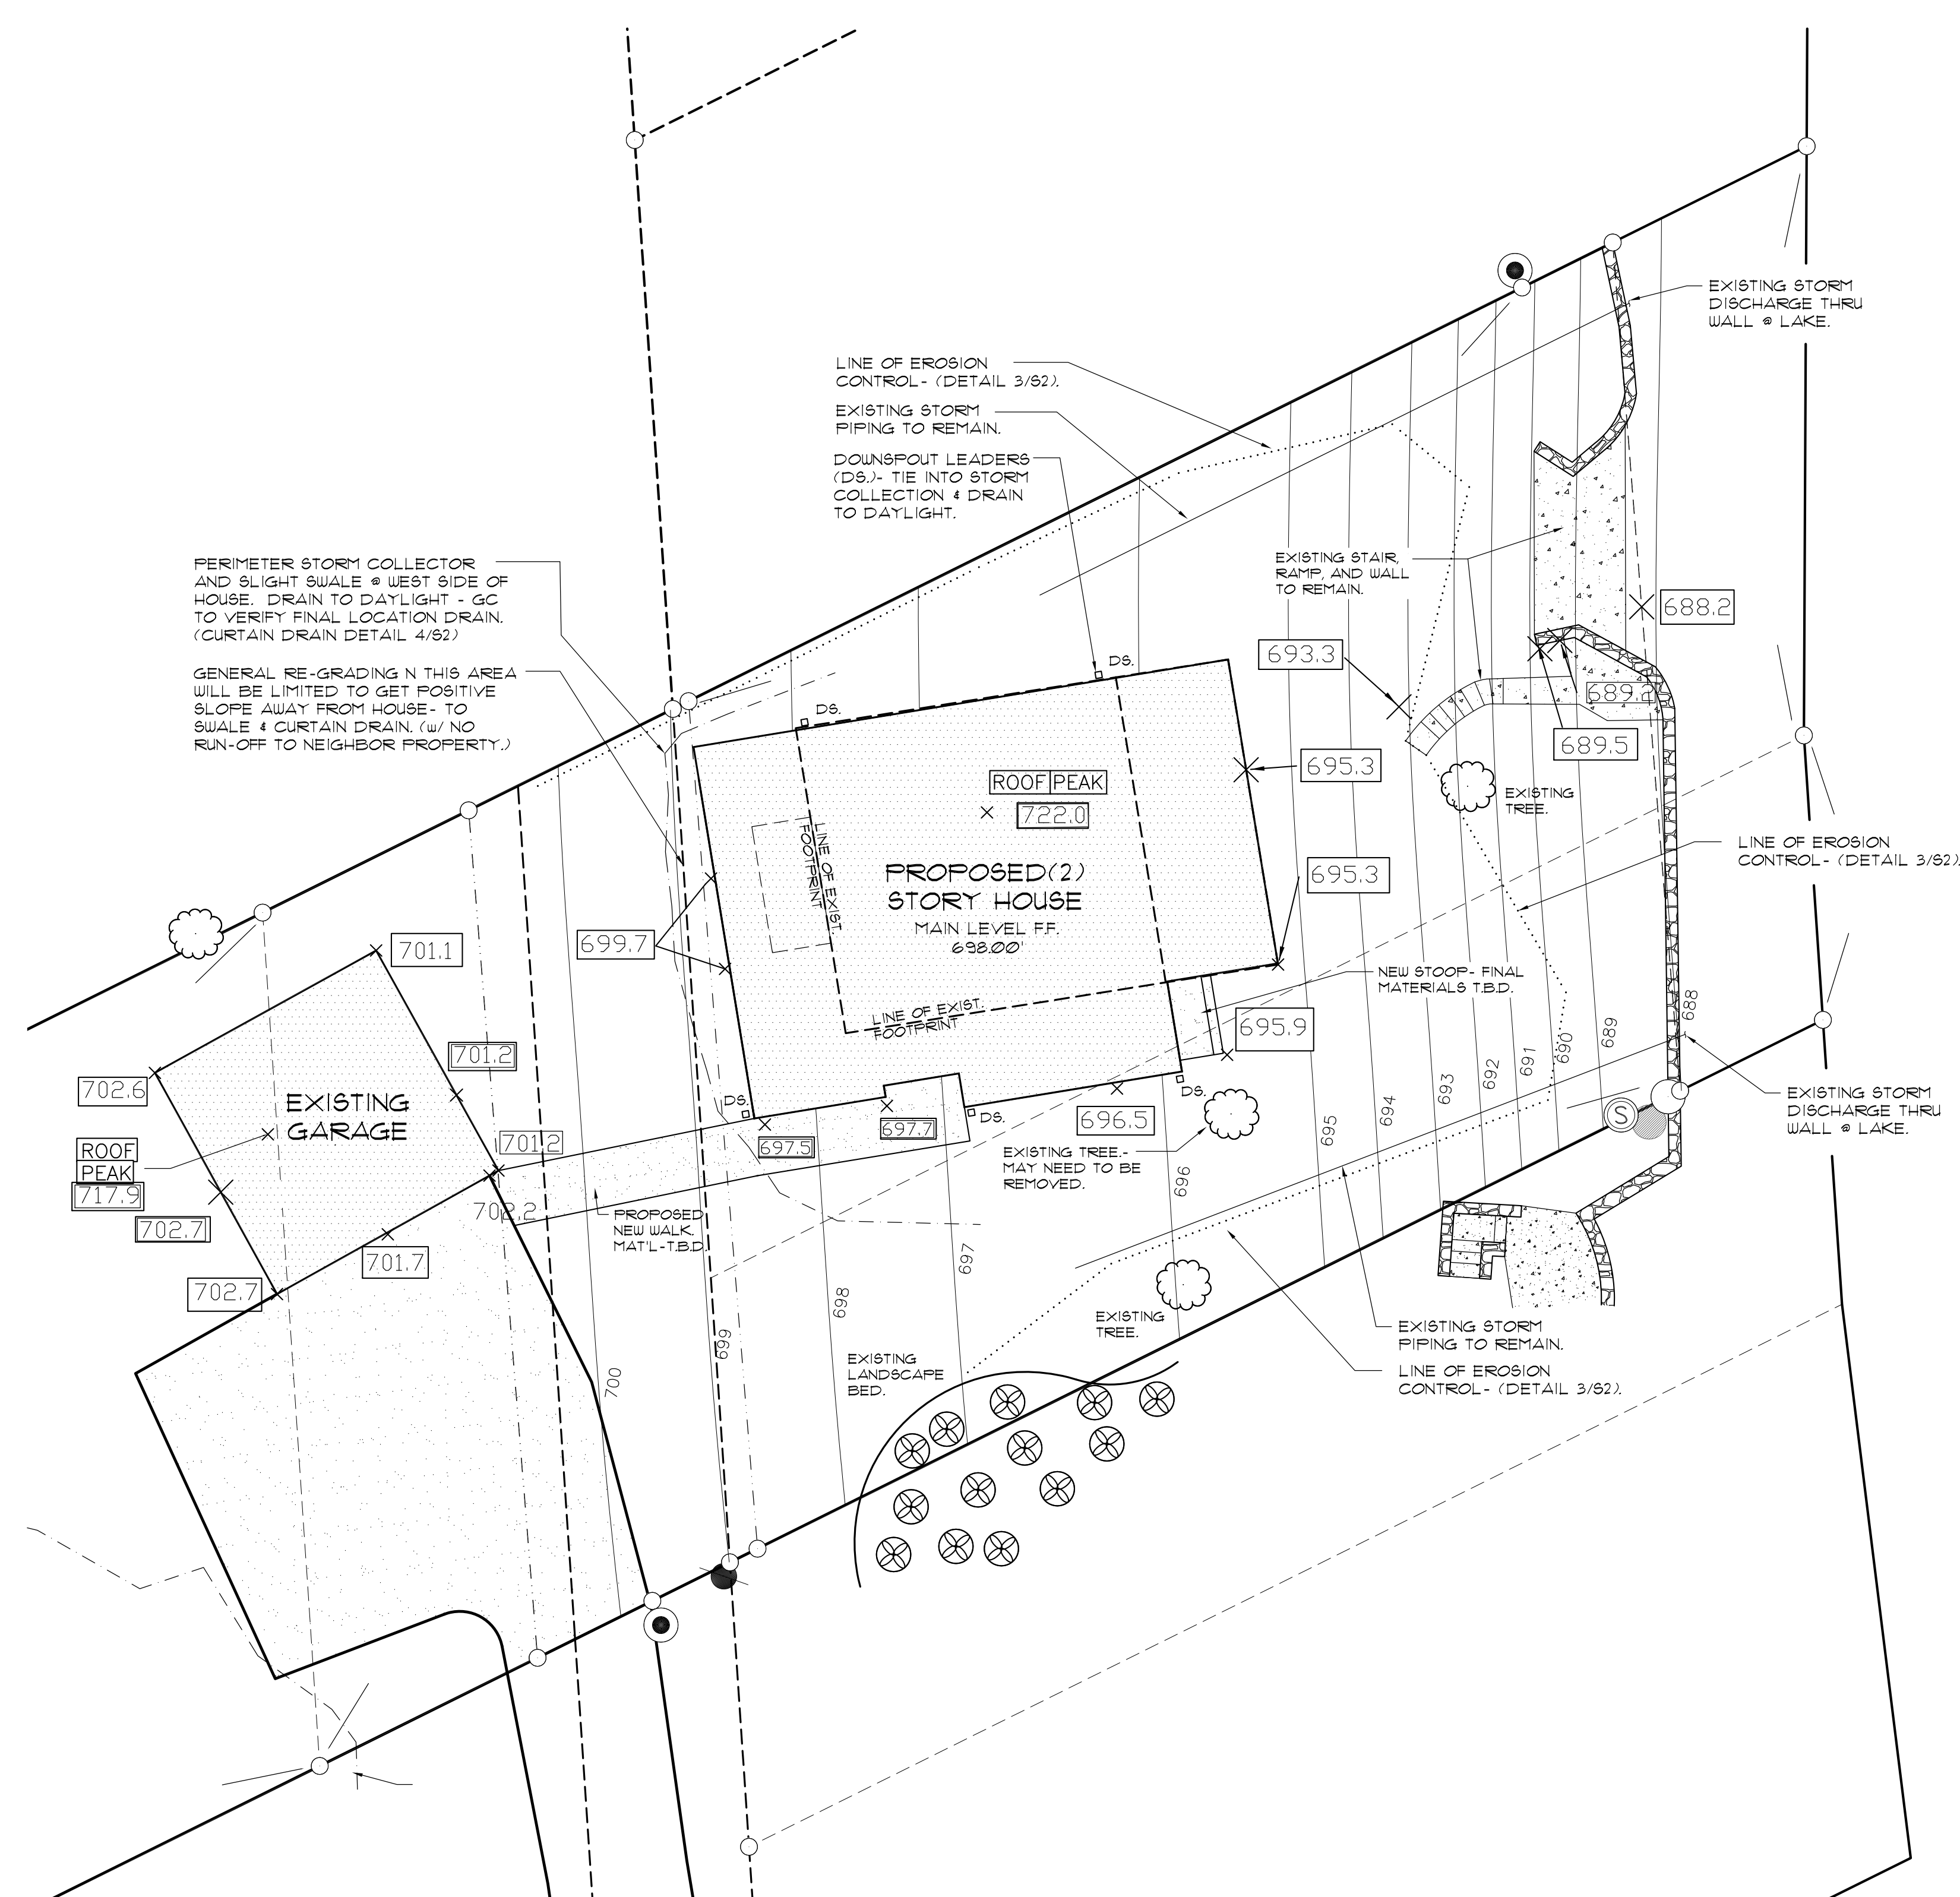 EXISTING STORM
DISCHARGE THRU
WALL @ LAKE.
LINE OF EROSION
CONTROL- (DETAIL 3/S2).
EXISTING STORM
PIPING TO REMAIN.
DOWNSPOUT LEADERS
(DS.)- TIE INTO STORM
COLLECTION & DRAIN
TO DAYLIGHT.
PERIMETER STORM COLLECTOR
AND SLIGHT SWALE @ WEST SIDE OF
HOUSE. DRAIN TO DAYLIGHT - GC
TO VERIFY FINAL LOCATION DRAIN.
(CURTAIN DRAIN DETAIL 4/S2)
GENERAL RE-GRADING N THIS AREA
WILL BE LIMITED TO GET POSITIVE
SLOPE AWAY FROM HOUSE- TO
SWALE & CURTAIN DRAIN. (w/ NO
RUN-OFF TO NEIGHBOR PROPERTY.)
EXISTING STAIR,
RAMP, AND WALL
TO REMAIN.
688.2
693.3
689.2
689.5
DS.
DS.
695.3
ROOF PEAK
722.0
EXISTING
TREE.
LINE OF EROSION
CONTROL- (DETAIL 3/S2)
LINE OF EXIST.
FOOTPRINT
PROPOSED(2)
STORY HOUSE
MAIN LEVEL F.F.
698.00'
695.3
699.7
701.1
NEW STOOP- FINAL
MATERIALS T.B.D.
LINE OF EXIST.
FOOTPRINT
695.9
701.2
702.6
EXISTING
GARAGE
ROOF
PEAK
717.9
702.7
702.7
701.2
702.2
701.7
DS.
697.5
697.7
DS.
696.5
DS.
EXISTING TREE.-
MAY NEED TO BE
REMOVED.
PROPOSED
NEW WALK.
MAT'L-T.B.D.
EXISTING STORM
DISCHARGE THRU
WALL @ LAKE.
S
700
699
698
697
696
695
694
693
692
691
690
689
688
EXISTING
TREE.
EXISTING
LANDSCAPE
BED.
EXISTING STORM
PIPING TO REMAIN.
LINE OF EROSION
CONTROL- (DETAIL 3/S2).